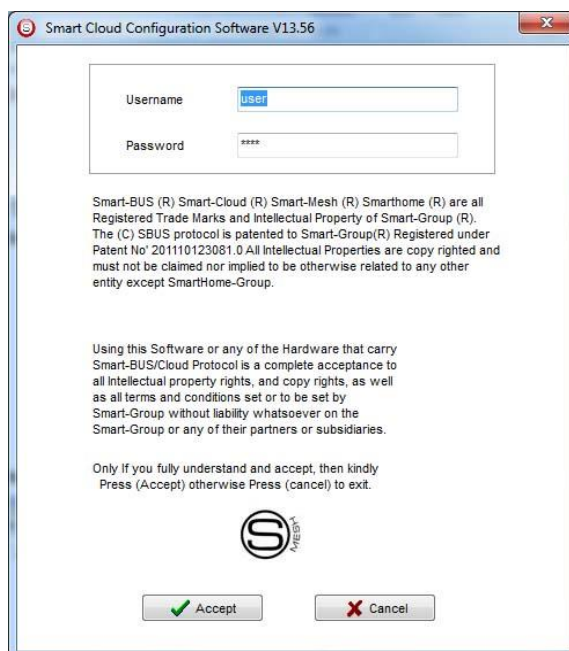 Smart Cloud Configuration Software V13.56
Username
user
Password
****
Smart-BUS (R) Smart-Cloud (R) Smart-Mesh (R) Smarthome (R) are all
Registered Trade Marks and Intellectual Property of Smart-Group (R).
The (C) SBUS protocol is patented to Smart-Group(R) Registered under
Patent No' 201110123081.0 All Intellectual Properties are copy righted and
must not be claimed nor implied to be otherwise related to any other
entity except SmartHome-Group.
Using this Software or any of the Hardware that carry
Smart-BUS/Cloud Protocol is a complete acceptance to
all Intellectual property rights, and copy rights, as well
as all terms and conditions set or to be set by
Smart-Group without liability whatsoever on the
Smart-Group or any of their partners or subsidiaries.
Only If you fully understand and accept, then kindly
Press (Accept) otherwise Press (cancel) to exit.
S MESH
Accept
Cancel